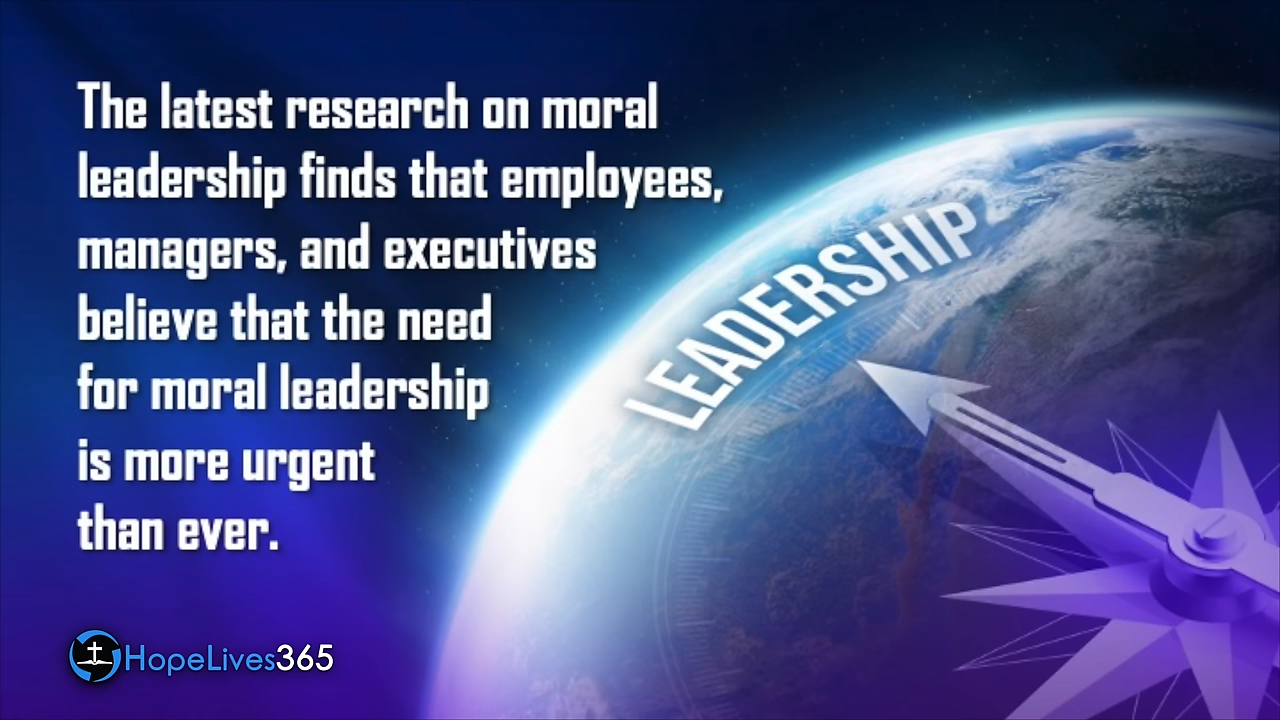 The latest research on moral
leadership finds that employees,
managers, and executives
believe that the need
for moral leadership
is more urgent
than ever.
LEADERSHIP
HopeLives365